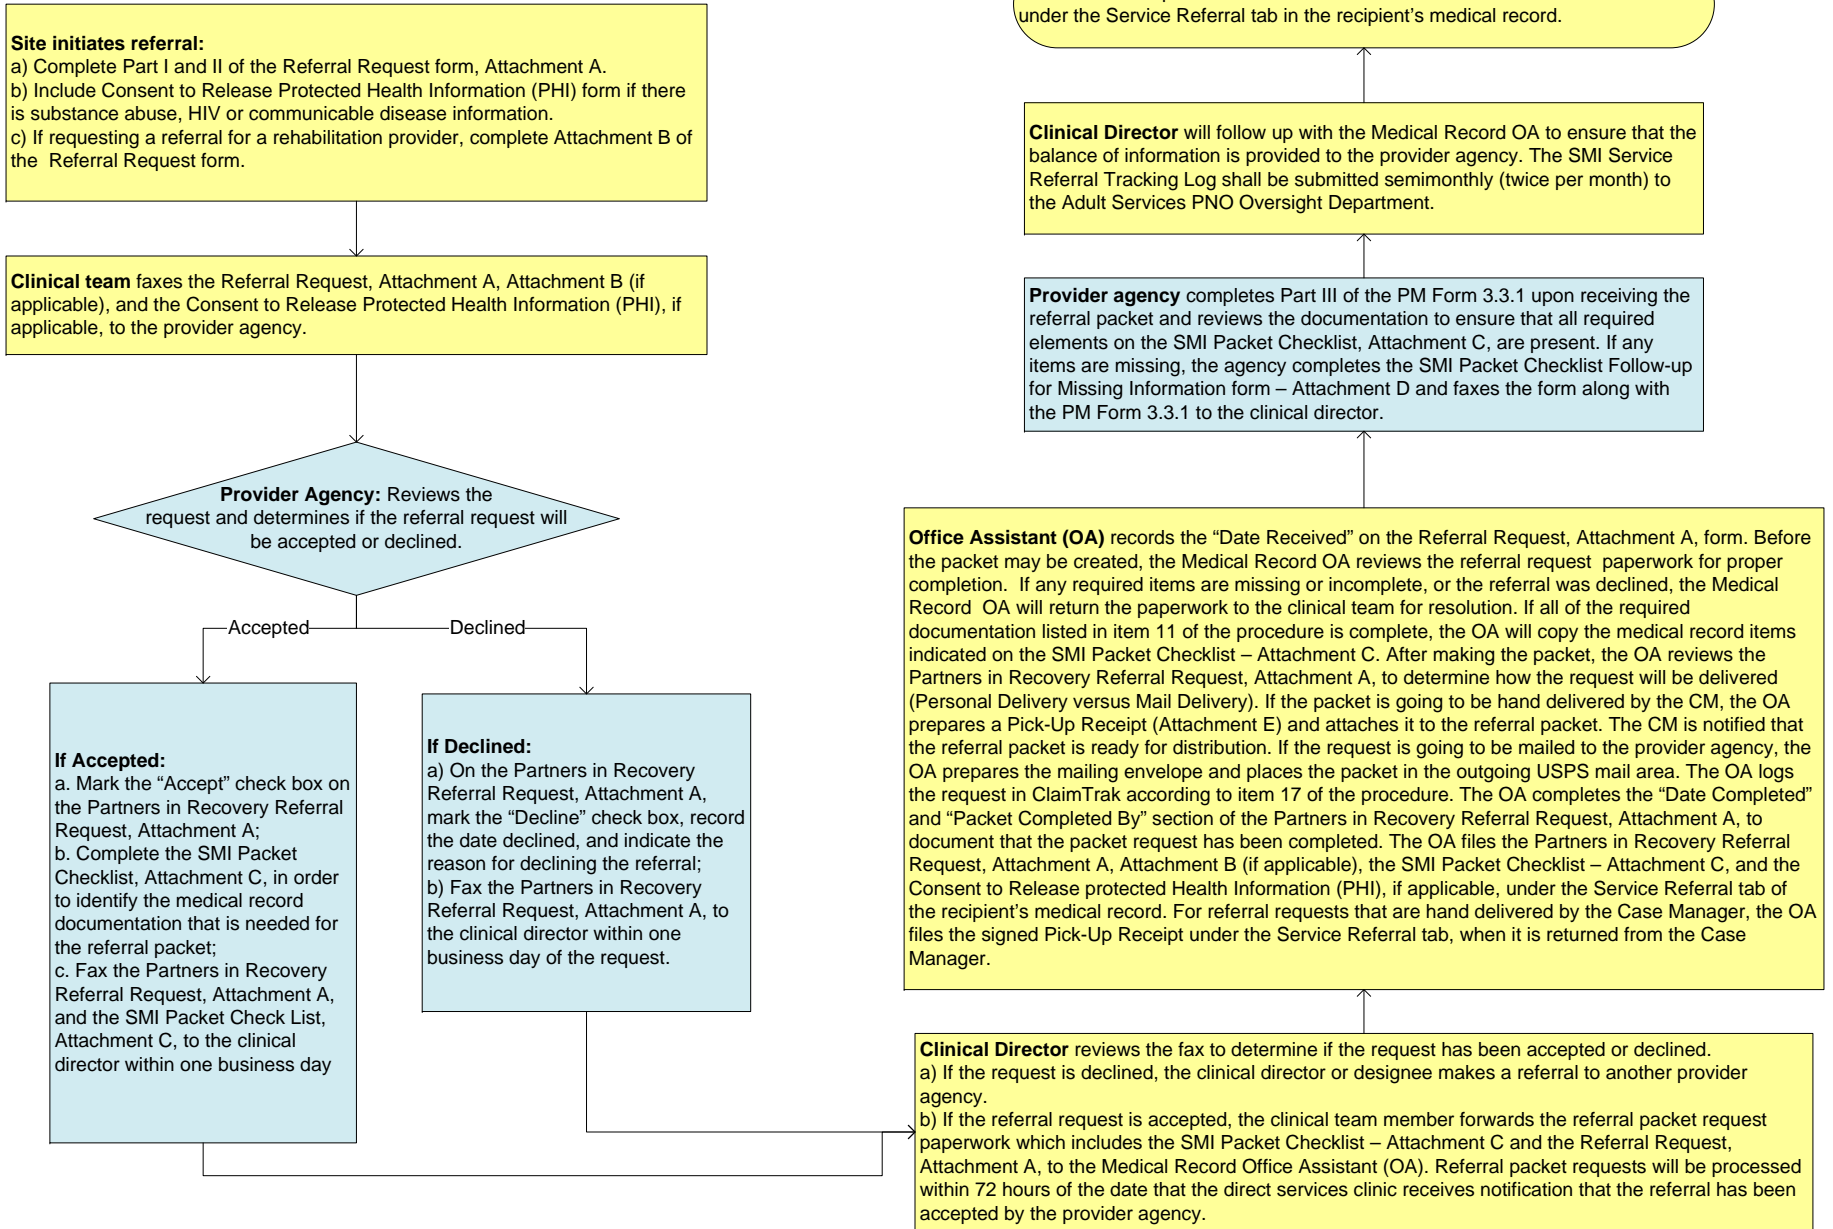 Site initiates referral:
a) Complete Part I and II of the Referral Request form, Attachment A.
b) Include Consent to Release Protected Health Information (PHI) form if there
is substance abuse, HIV or communicable disease information.
c) If requesting a referral for a rehabilitation provider, complete Attachment B of
the  Referral Request form.
Clinical team faxes the Referral Request, Attachment A, Attachment B (if
applicable), and the Consent to Release Protected Health Information (PHI), if
applicable, to the provider agency.
Provider Agency: Reviews the
request and determines if the referral request will
be accepted or declined.
Accepted
Declined
If Accepted:
a. Mark the “Accept” check box on
the Partners in Recovery Referral
Request, Attachment A;
b. Complete the SMI Packet
Checklist, Attachment C, in order
to identify the medical record
documentation that is needed for
the referral packet;
c. Fax the Partners in Recovery
Referral Request, Attachment A,
and the SMI Packet Check List,
Attachment C, to the clinical
director within one business day
If Declined:
a) On the Partners in Recovery
Referral Request, Attachment A,
mark the “Decline” check box, record
the date declined, and indicate the
reason for declining the referral;
b) Fax the Partners in Recovery
Referral Request, Attachment A, to
the clinical director within one
business day of the request.
Clinical Director reviews the fax to determine if the request has been accepted or declined.
a) If the request is declined, the clinical director or designee makes a referral to another provider
agency.
b) If the referral request is accepted, the clinical team member forwards the referral packet request
paperwork which includes the SMI Packet Checklist – Attachment C and the Referral Request,
Attachment A, to the Medical Record Office Assistant (OA). Referral packet requests will be processed
within 72 hours of the date that the direct services clinic receives notification that the referral has been
accepted by the provider agency.
Office Assistant (OA) records the “Date Received” on the Referral Request, Attachment A, form. Before
the packet may be created, the Medical Record OA reviews the referral request  paperwork for proper
completion.  If any required items are missing or incomplete, or the referral was declined, the Medical
Record  OA will return the paperwork to the clinical team for resolution. If all of the required
documentation listed in item 11 of the procedure is complete, the OA will copy the medical record items
indicated on the SMI Packet Checklist – Attachment C. After making the packet, the OA reviews the
Partners in Recovery Referral Request, Attachment A, to determine how the request will be delivered
(Personal Delivery versus Mail Delivery). If the packet is going to be hand delivered by the CM, the OA
prepares a Pick-Up Receipt (Attachment E) and attaches it to the referral packet. The CM is notified that
the referral packet is ready for distribution. If the request is going to be mailed to the provider agency, the
OA prepares the mailing envelope and places the packet in the outgoing USPS mail area. The OA logs
the request in ClaimTrak according to item 17 of the procedure. The OA completes the “Date Completed”
and “Packet Completed By” section of the Partners in Recovery Referral Request, Attachment A, to
document that the packet request has been completed. The OA files the Partners in Recovery Referral
Request, Attachment A, Attachment B (if applicable), the SMI Packet Checklist – Attachment C, and the
Consent to Release protected Health Information (PHI), if applicable, under the Service Referral tab of
the recipient’s medical record. For referral requests that are hand delivered by the Case Manager, the OA
files the signed Pick-Up Receipt under the Service Referral tab, when it is returned from the Case
Manager.
Provider agency completes Part III of the PM Form 3.3.1 upon receiving the
referral packet and reviews the documentation to ensure that all required
elements on the SMI Packet Checklist, Attachment C, are present. If any
items are missing, the agency completes the SMI Packet Checklist Follow-up
for Missing Information form – Attachment D and faxes the form along with
the PM Form 3.3.1 to the clinical director.
Clinical Director will follow up with the Medical Record OA to ensure that the
balance of information is provided to the provider agency. The SMI Service
Referral Tracking Log shall be submitted semimonthly (twice per month) to
the Adult Services PNO Oversight Department.
under the Service Referral tab in the recipient’s medical record.